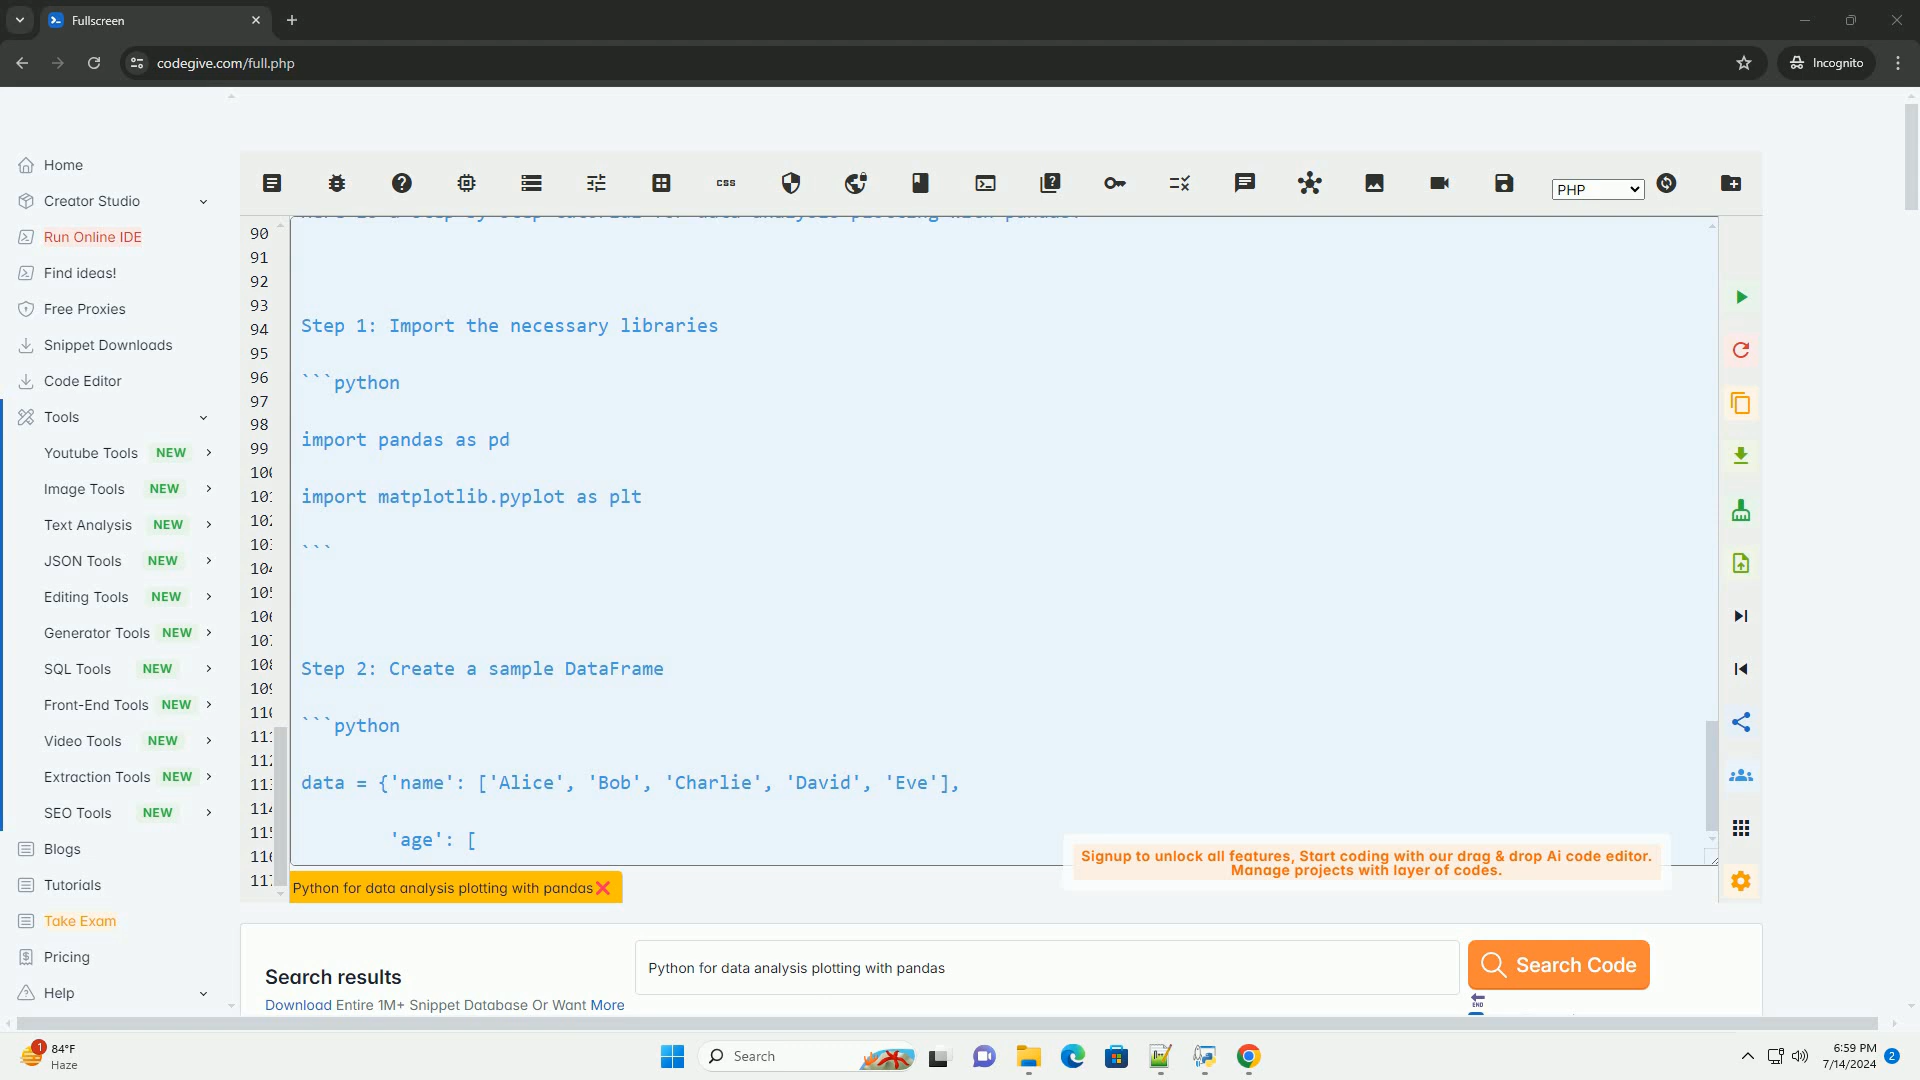 Fullscreen
codegive.com/full.php
Incognito
Home
Creator Studio
Run Online IDE
Find ideas!
Free Proxies
Snippet Downloads
Code Editor
Tools
Youtube Tools NEW
Image Tools NEW
Text Analysis NEW
JSON Tools NEW
Editing Tools NEW
Generator Tools NEW
SQL Tools NEW
Front-End Tools NEW
Video Tools NEW
Extraction Tools NEW
SEO Tools NEW
Blogs
Tutorials
Take Exam
Pricing
Help
css
PHP
90
91
92
93
94
95
96
97
98
99
Step 1: Import the necessary libraries
```python
import pandas as pd
import matplotlib.pyplot as plt
```
Step 2: Create a sample DataFrame
```python
data = {'name': ['Alice', 'Bob', 'Charlie', 'David', 'Eve'],
'age': [
Signup to unlock all features, Start coding with our drag & drop Ai code editor.
Manage projects with layer of codes.
Python for data analysis plotting with pandas
Search results
Download Entire 1M+ Snippet Database Or Want More
Python for data analysis plotting with pandas
Search Code
END
1
84°F
Haze
Search
6:59 PM
7/14/2024
2